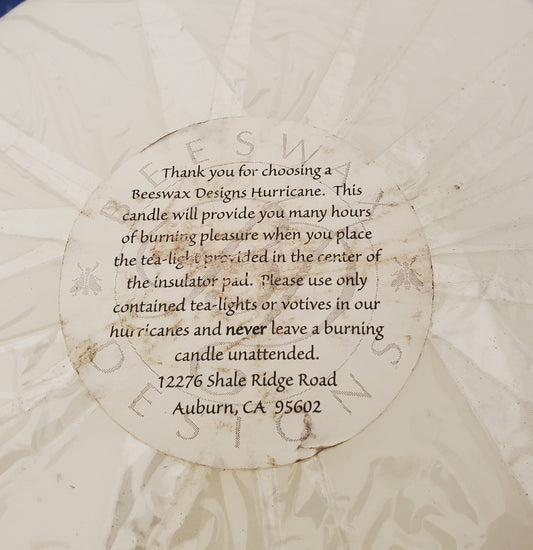 BEESWAX
Thank you for choosing a
Beeswax Designs Hurricane. This
candle will provide you many hours
of burning pleasure when you place
the tea-light provided in the center of
the insulator pad. Please use only
contained tea-lights or votives in our
hurricanes and never leave a burning
candle unattended.
12276 Shale Ridge Road
Auburn, CA 95602
DESIGNS